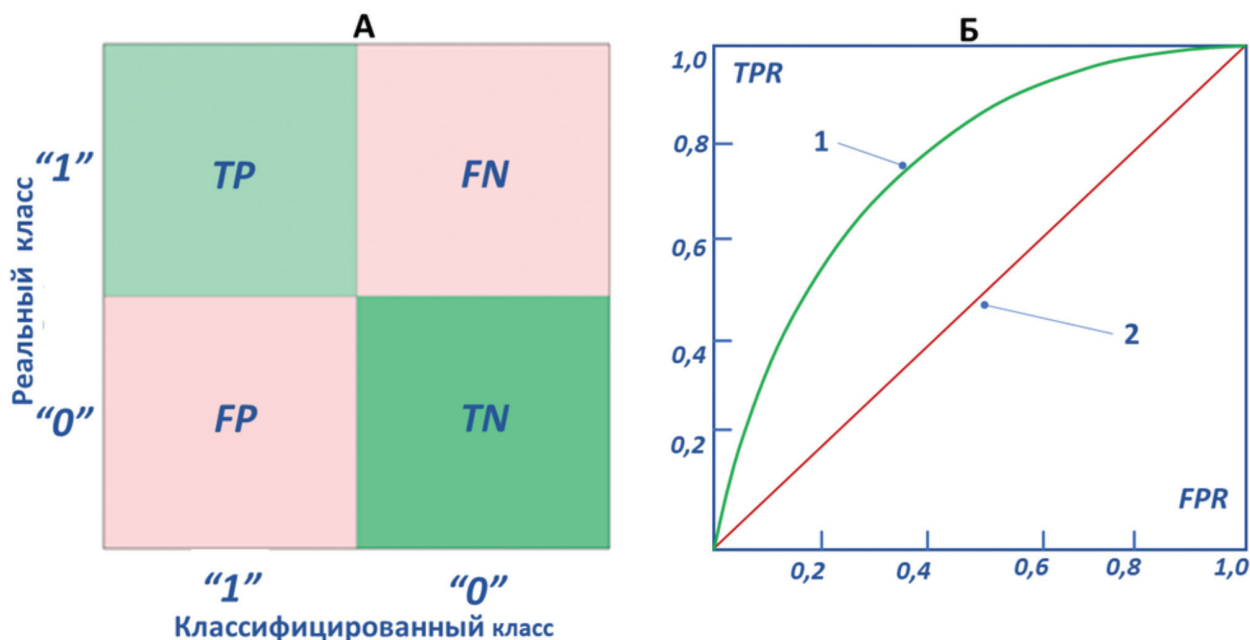 А
Реальный класс
“1”
TP
FN
“0”
FP
TN
“1”
“0”
Классифицированный класс
Б
1,0
TPR
0,8
1
0,6
0,4
2
0,2
FPR
0,2
0,4
0,6
0,8
1,0